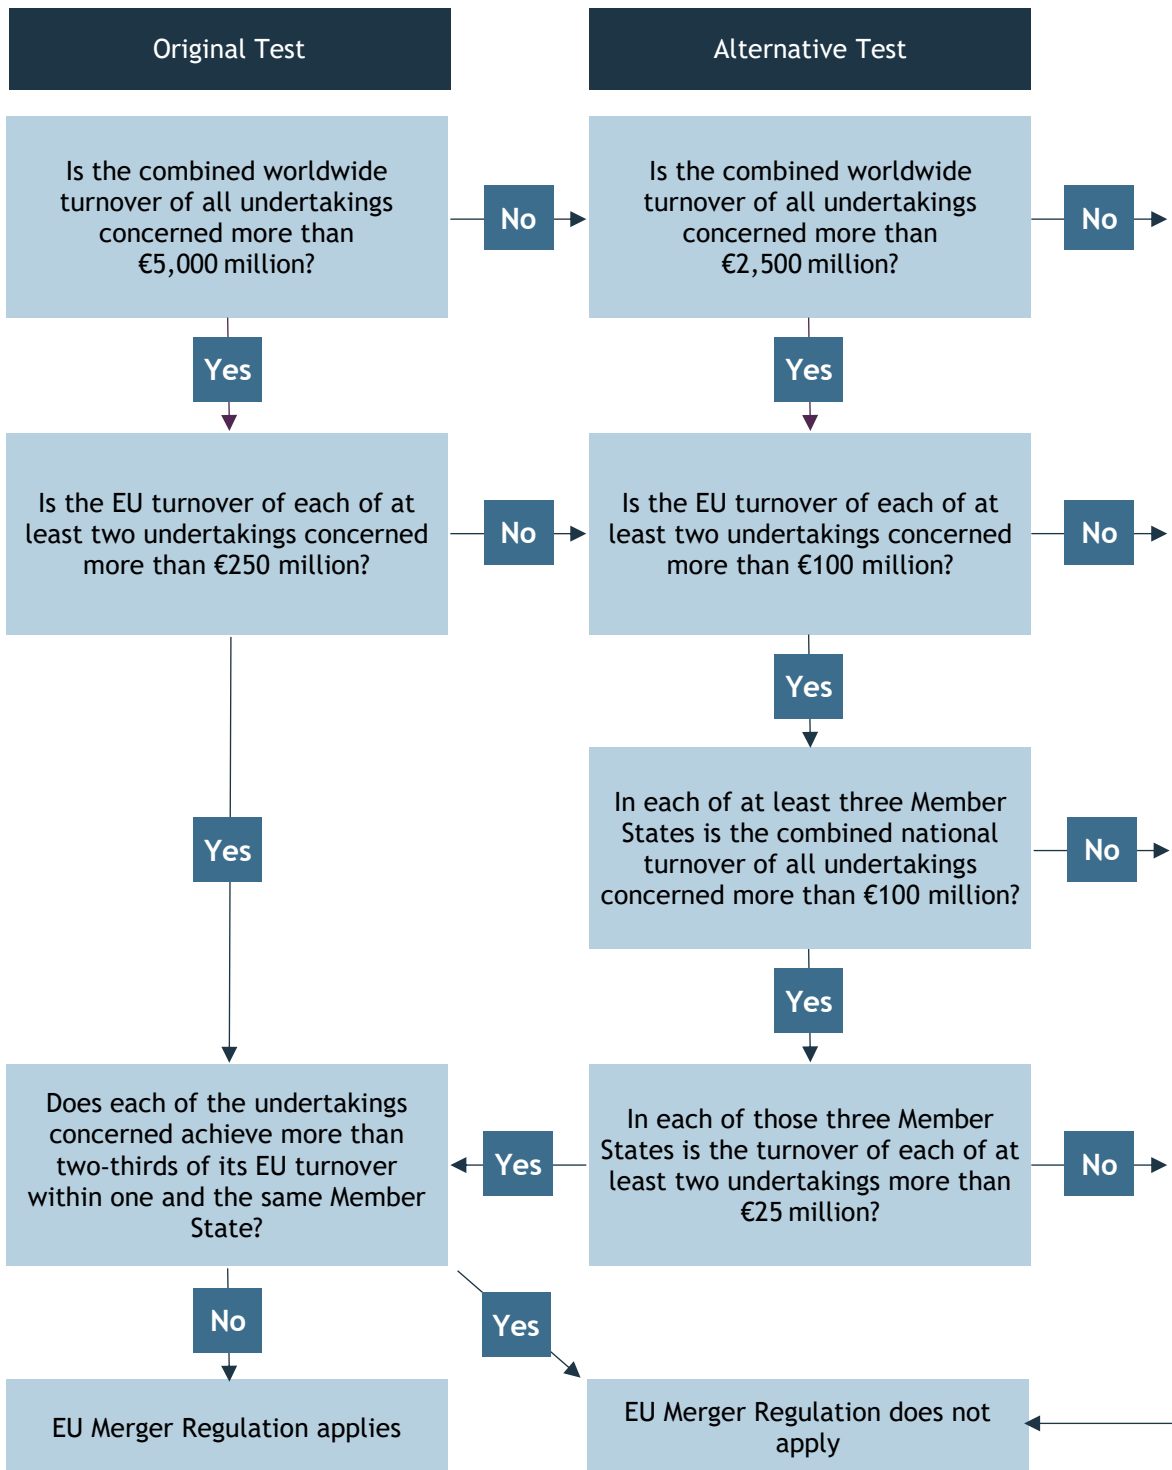 Original Test
Alternative Test
Is the combined worldwide
turnover of all undertakings
concerned more than
€5,000 million?
No
Is the combined worldwide
turnover of all undertakings
concerned more than
€2,500 million?
No
Yes
Yes
Is the EU turnover of each of at
least two undertakings concerned
more than €250 million?
No
Is the EU turnover of each of at
least two undertakings concerned
more than €100 million?
No
Yes
Yes
In each of at least three Member
States is the combined national
turnover of all undertakings
concerned more than €100 million?
No
Yes
Does each of the undertakings
concerned achieve more than
two-thirds of its EU turnover
within one and the same Member
State?
Yes
In each of those three Member
States is the turnover of each of at
least two undertakings more than
€25 million?
No
No
Yes
EU Merger Regulation applies
EU Merger Regulation does not
apply